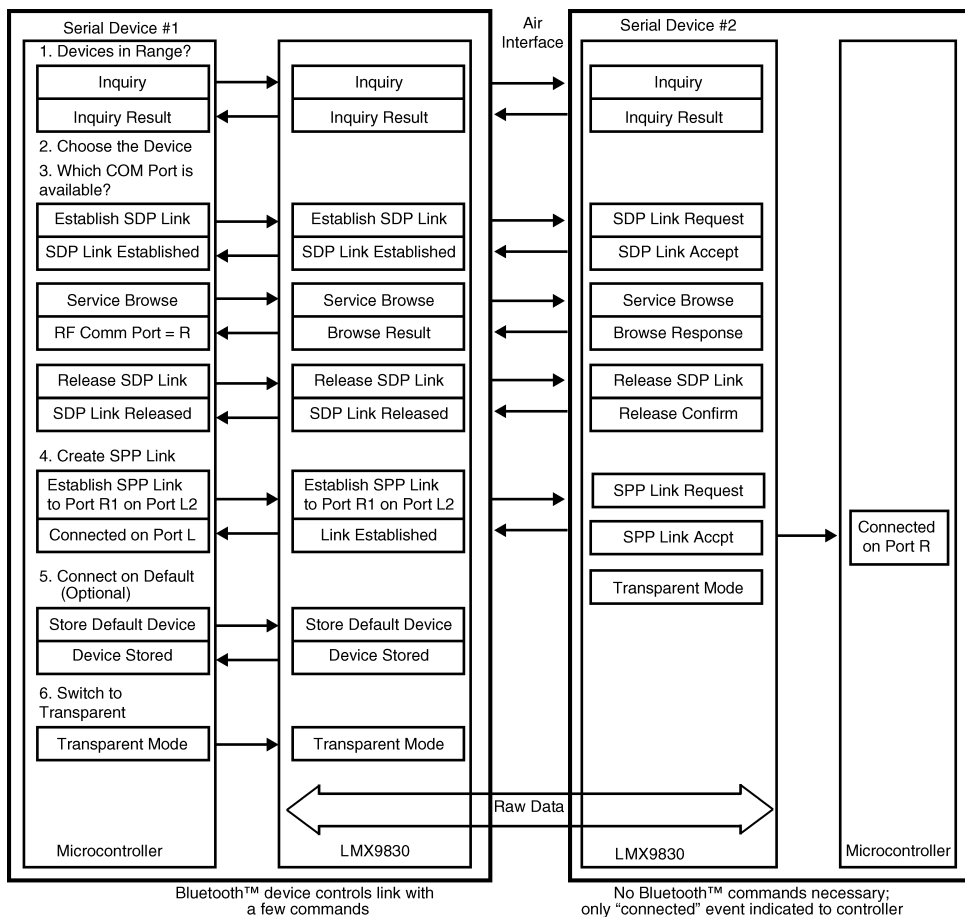 Serial Device #1
Air
Interface
Serial Device #2
1. Devices in Range?
Inquiry
Inquiry
Inquiry
Inquiry Result
Inquiry Result
Inquiry Result
2. Choose the Device
3. Which COM Port is
available?
Establish SDP Link
Establish SDP Link
SDP Link Request
SDP Link Established
SDP Link Established
SDP Link Accept
Service Browse
Service Browse
Service Browse
RF Comm Port = R
Browse Result
Browse Response
Release SDP Link
Release SDP Link
Release SDP Link
SDP Link Released
SDP Link Released
Release Confirm
4. Create SPP Link
Establish SPP Link
to Port R1 on Port L2
Establish SPP Link
to Port R1 on Port L2
SPP Link Request
Connected on Port L
Link Established
SPP Link Accpt
Connected
on Port R
5. Connect on Default
(Optional)
Transparent Mode
Store Default Device
Store Default Device
Device Stored
Device Stored
6. Switch to
Transparent
Transparent Mode
Transparent Mode
Raw Data
Microcontroller
LMX9830
LMX9830
Microcontroller
Bluetooth™ device controls link with
a few commands
No Bluetooth™ commands necessary;
only “connected” event indicated to controller